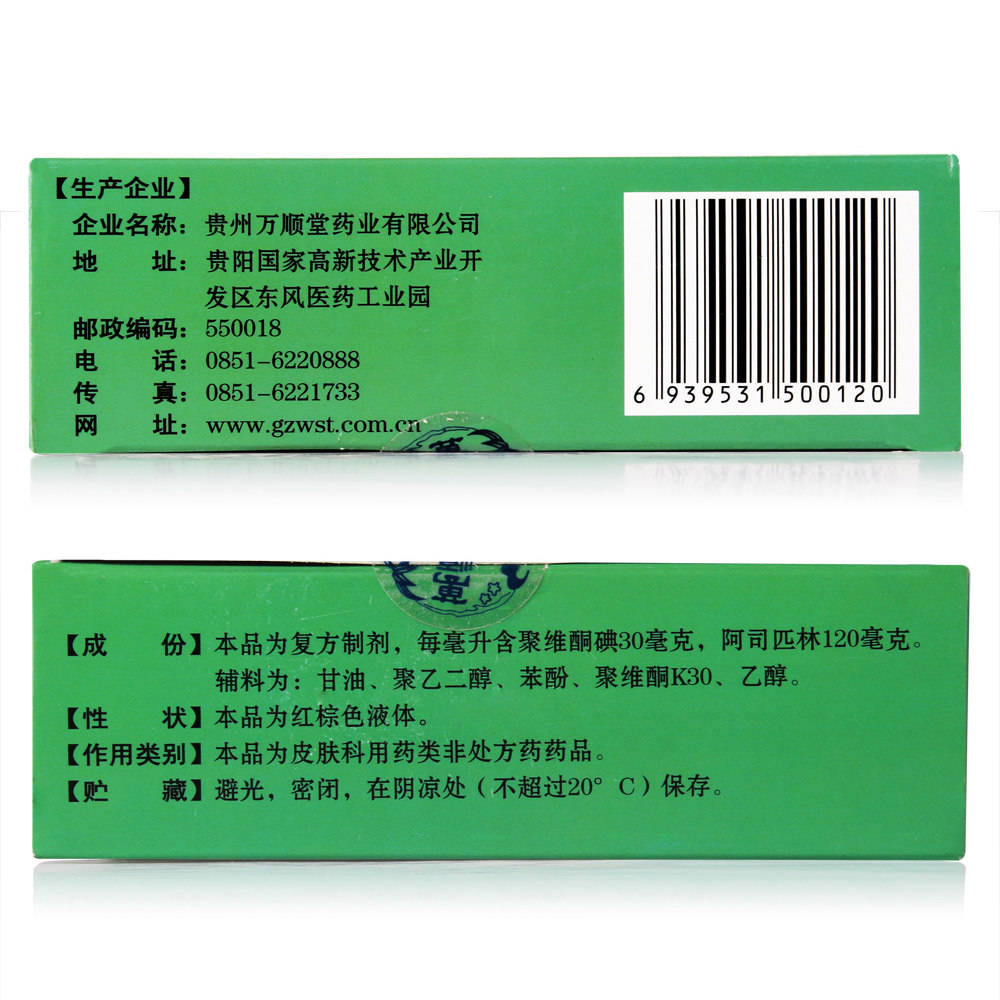 【生产企业】
企业名称：贵州万顺堂药业有限公司
地 址：贵阳国家高新技术产业开
发区东风医药工业园
邮政编码：550018
电 话：0851-6220888
传 真：0851-6221733
网 址：www.gzwst.com.cn
6 939531 500120
【成 份】本品为复方制剂，每毫升含聚维酮碘30毫克，阿司匹林120毫克。
辅料为：甘油、聚乙二醇、苯酚、聚维酮K30、乙醇。
【性 状】本品为红棕色液体。
【作用类别】本品为皮肤科用药类非处方药药品。
【贮 藏】避光，密闭，在阴凉处（不超过20° C）保存。